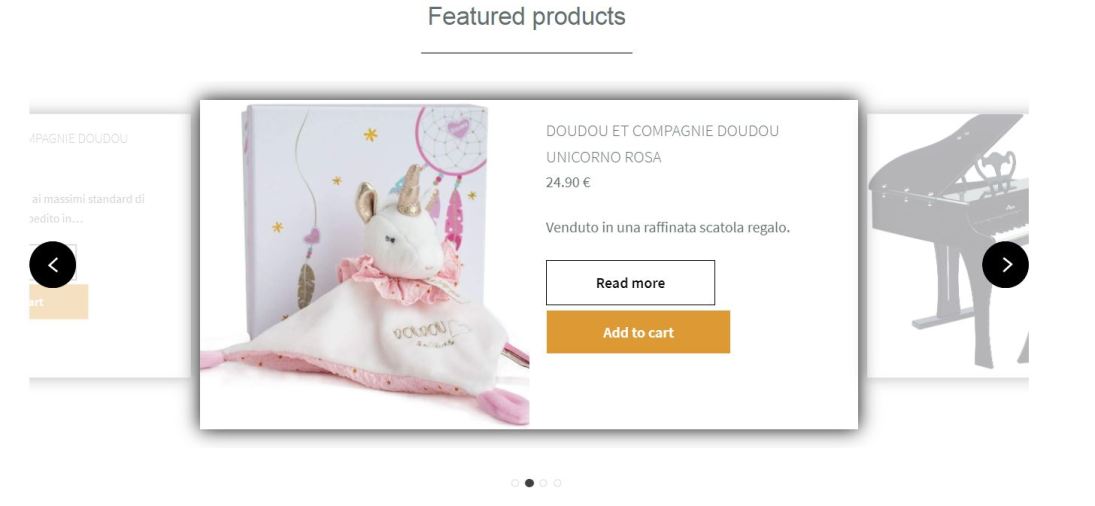 Featured products
MPAGNIE DOUDOU
ai massimi standard di
pedito in...
art
DOUDOU ET COMPAGNIE DOUDOU
UNICORNO ROSA
24.90 €
Venduto in una raffinata scatola regalo.
Read more
Add to cart
DOUDOU